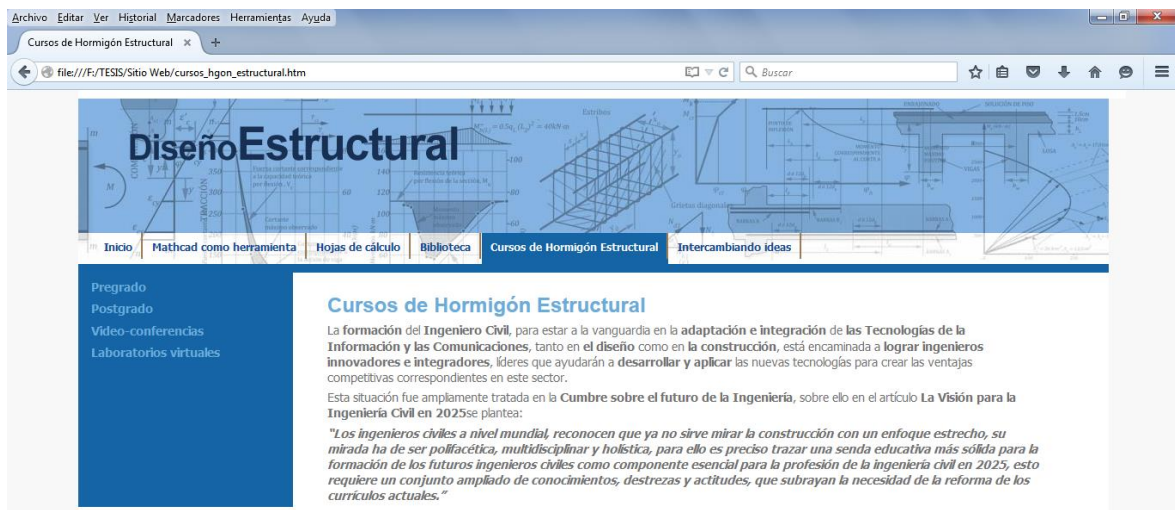 Archivo Editar Ver Historial Marcadores Herramientas Ayuda
Cursos de Hormigón Estructural × +
file:///F:/TESIS/Sitio Web/cursos_hgon_estructural.htm
Buscar
DiseñoEstructural
Inicio Mathcad como herramienta Hojas de cálculo Biblioteca Cursos de Hormigón Estructural Intercambiando ideas
Pregrado
Postgrado
Video-conferencias
Laboratorios virtuales
Cursos de Hormigón Estructural
La formación del Ingeniero Civil, para estar a la vanguardia en la adaptación e integración de las Tecnologías de la
Información y las Comunicaciones, tanto en el diseño como en la construcción, está encaminada a lograr ingenieros
innovadores e integradores, líderes que ayudarán a desarrollar y aplicar las nuevas tecnologías para crear las ventajas
competitivas correspondientes en este sector.
Esta situación fue ampliamente tratada en la Cumbre sobre el futuro de la Ingeniería, sobre ello en el artículo La Visión para la
Ingeniería Civil en 2025se plantea:
"Los ingenieros civiles a nivel mundial, reconocen que ya no sirve mirar la construcción con un enfoque estrecho, su
mirada ha de ser polifacética, multidisciplinar y holística, para ello es preciso trazar una senda educativa más sólida para la
formación de los futuros ingenieros civiles como componente esencial para la profesión de la ingeniería civil en 2025, esto
requiere un conjunto ampliado de conocimientos, destrezas y actitudes, que subrayan la necesidad de la reforma de los
currículos actuales."